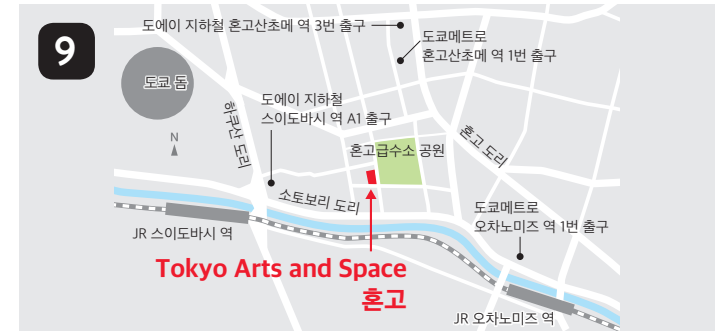 9
도에이 지하철 혼고산초메 역 3번 출구
도쿄메트로
혼고산초메 역 1번 출구
도쿄 돔
도에이 지하철
스이도바시 역 A1 출구
하쿠산 도리
N
혼고급수소 공원
혼고 도리
소토보리 도리
도쿄메트로
오차노미즈 역 1번 출구
JR 스이도바시 역
Tokyo Arts and Space
혼고
JR 오차노미즈 역